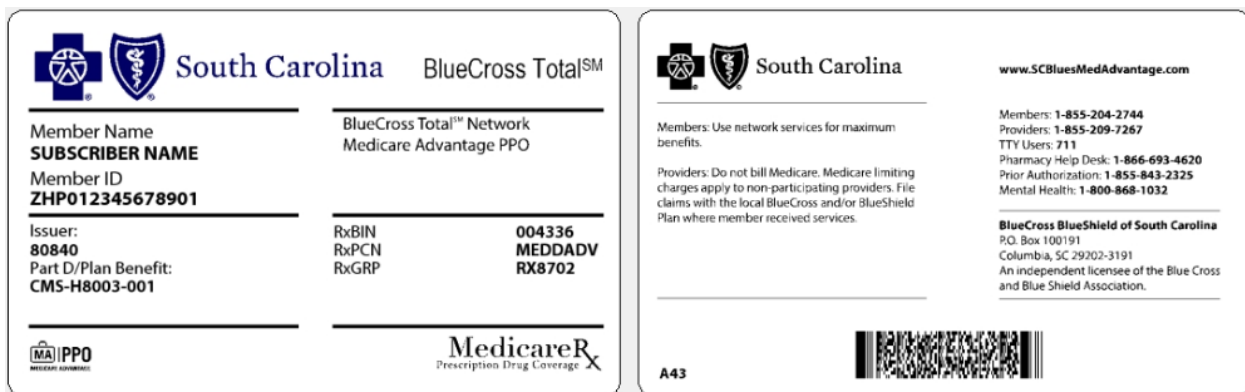 South Carolina
BlueCross Total℠
Member Name
SUBSCRIBER NAME
Member ID
ZHP012345678901
BlueCross Total℠ Network
Medicare Advantage PPO
Issuer:
80840
Part D/Plan Benefit:
CMS-H8003-001
RxBIN 004336
RxPCN MEDDADV
RxGRP RX8702
MA PPO
MEDICARE ADVANTAGE
MedicareRx
Prescription Drug Coverage
South Carolina
Members: Use network services for maximum
benefits.
Providers: Do not bill Medicare. Medicare limiting
charges apply to non-participating providers. File
claims with the local BlueCross and/or BlueShield
Plan where member received services.
www.SCBluesMedAdvantage.com
Members: 1-855-204-2744
Providers: 1-855-209-7267
TTY Users: 711
Pharmacy Help Desk: 1-866-693-4620
Prior Authorization: 1-855-843-2325
Mental Health: 1-800-868-1032
BlueCross BlueShield of South Carolina
P.O. Box 100191
Columbia, SC 29202-3191
An independent licensee of the Blue Cross
and Blue Shield Association.
A43